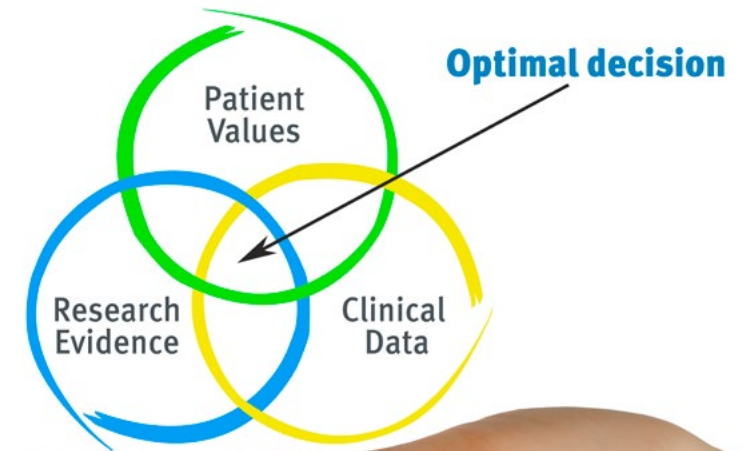 Optimal decision
Patient
Values
Research
Evidence
Clinical
Data